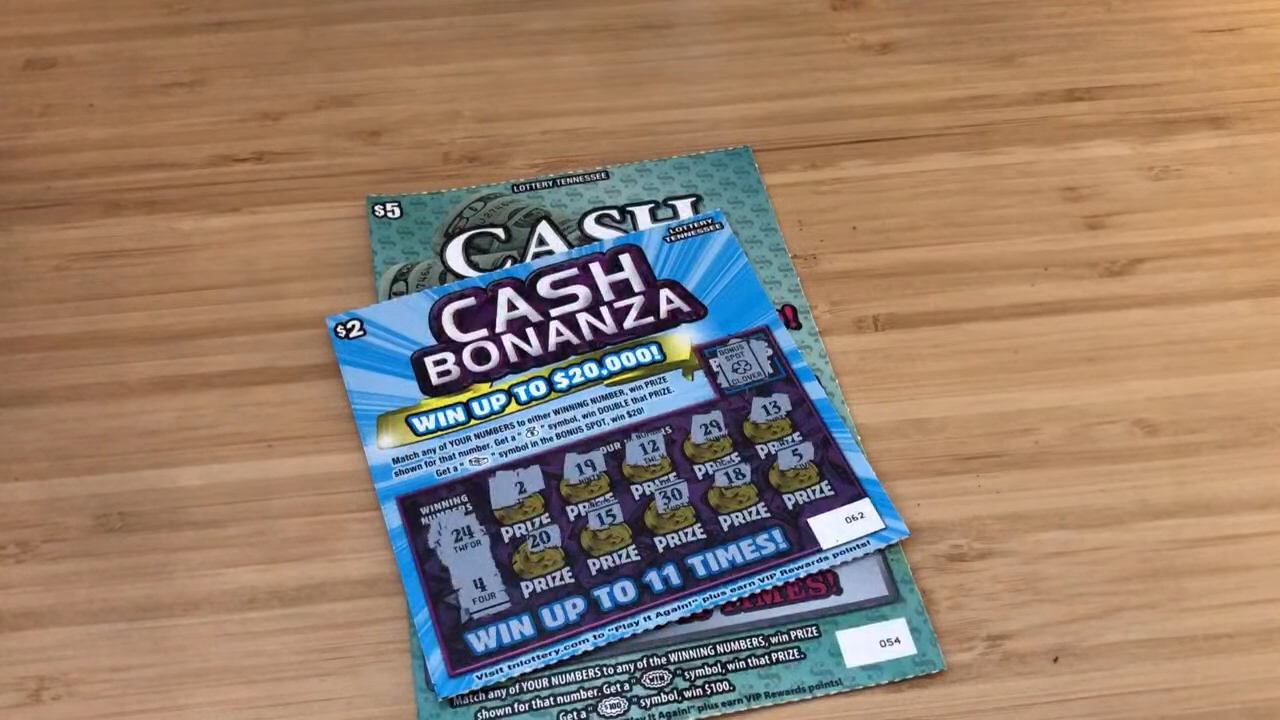 LOTTERY TENNESSEE
$5
CASH
LOTTERY
TENNESSEE
$2
CASH
BONANZA
WIN UP TO $20,000!
BONUS
SPOT
CLOVER
Match any of YOUR NUMBERS to either WINNING NUMBER, win PRIZE
shown for that number. Get a " " symbol, win DOUBLE that PRIZE.
Get a " " symbol in the BONUS SPOT, win $20!
WINNING
NUMBERS
24
TWFOR
4
FOUR
2 19 12 29 13
PRIZE PRIZE PRIZE PRIZE PRIZE
20 15 30 18 5
PRIZE PRIZE PRIZE PRIZE PRIZE
062
WIN UP TO 11 TIMES!
Visit tnlottery.com to "Play It Again!" plus earn VIP Rewards points!
TIMES!
054
Match any of YOUR NUMBERS to any of the WINNING NUMBERS, win PRIZE
shown for that number. Get a "WIN" symbol, win that PRIZE.
Get a "$100" symbol, win $100.
Play It Again!" plus earn VIP Rewards points!